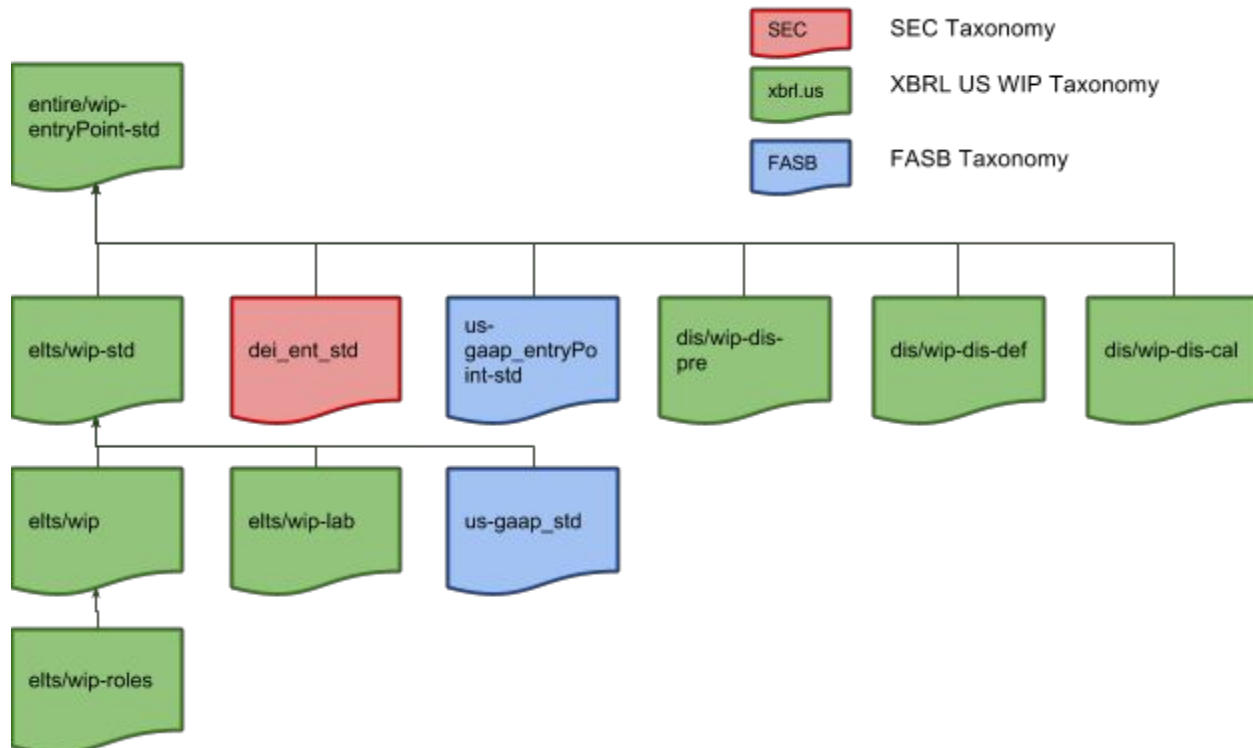 SEC
SEC Taxonomy
xbrl.us
XBRL US WIP Taxonomy
FASB
FASB Taxonomy
entire/wip-
entryPoint-std
elts/wip-std
dei_ent_std
us-
gaap_entryPo
int-std
dis/wip-dis-
pre
dis/wip-dis-def
dis/wip-dis-cal
elts/wip
elts/wip-lab
us-gaap_std
elts/wip-roles